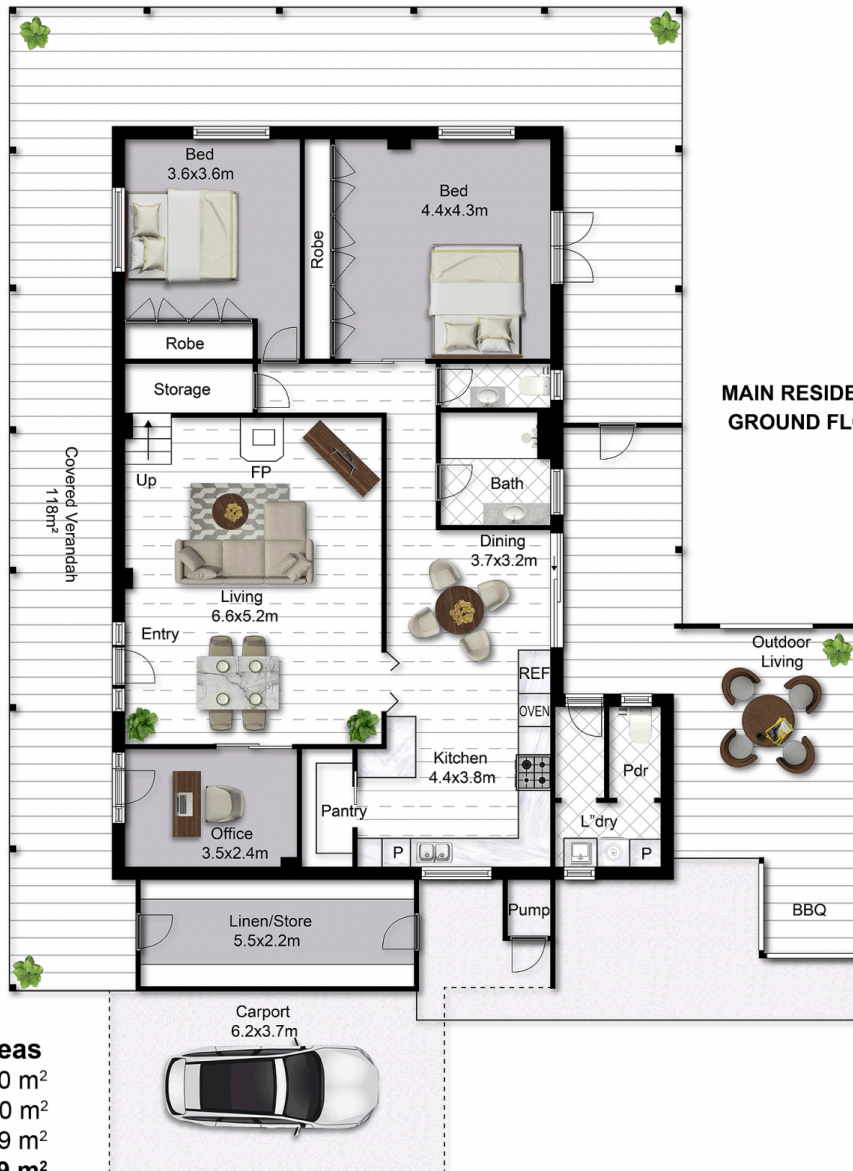 Bed
3.6x3.6m
Bed
4.4x4.3m
Robe
Robe
Storage
MAIN RESIDE
GROUND FL
Up
FP
Bath
Covered Verandah
118m²
Dining
3.7x3.2m
Living
6.6x5.2m
Entry
Outdoor
Living
REF
OVEN
Kitchen
4.4x3.8m
Pdr
Pantry
L"dry
Office
3.5x2.4m
P
P
Linen/Store
5.5x2.2m
Pump
BBQ
Carport
6.2x3.7m
eas
0 m²
0 m²
9 m²
9 m²